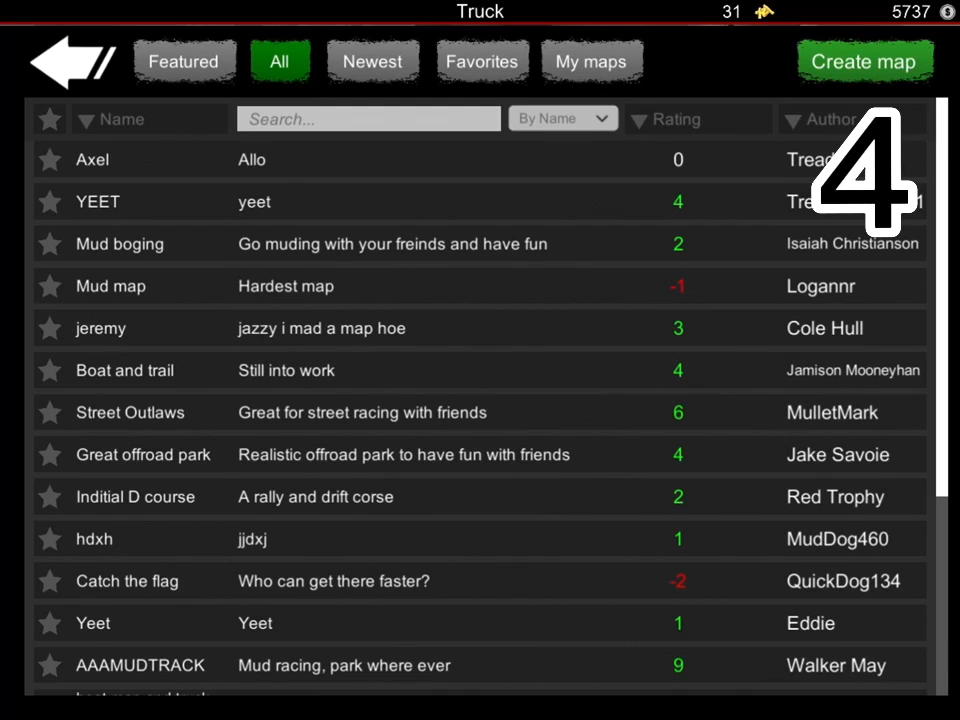 Truck 31 5737
Featured All Newest Favorites My maps Create map
Name Search... By Name Rating Author
4
Axel Allo 0
YEET yeet 4
Mud boging Go muding with your freinds and have fun 2 Isaiah Christianson
Mud map Hardest map -1 Logannr
jeremy jazzy i mad a map hoe 3 Cole Hull
Boat and trail Still into work 4 Jamison Mooneyhan
Street Outlaws Great for street racing with friends 6 MulletMark
Great offroad park Realistic offroad park to have fun with friends 4 Jake Savoie
Inditial D course A rally and drift corse 2 Red Trophy
hdxh jjdxj 1 MudDog460
Catch the flag Who can get there faster? -2 QuickDog134
Yeet Yeet 1 Eddie
AAAMUDTRACK Mud racing, park where ever 9 Walker May